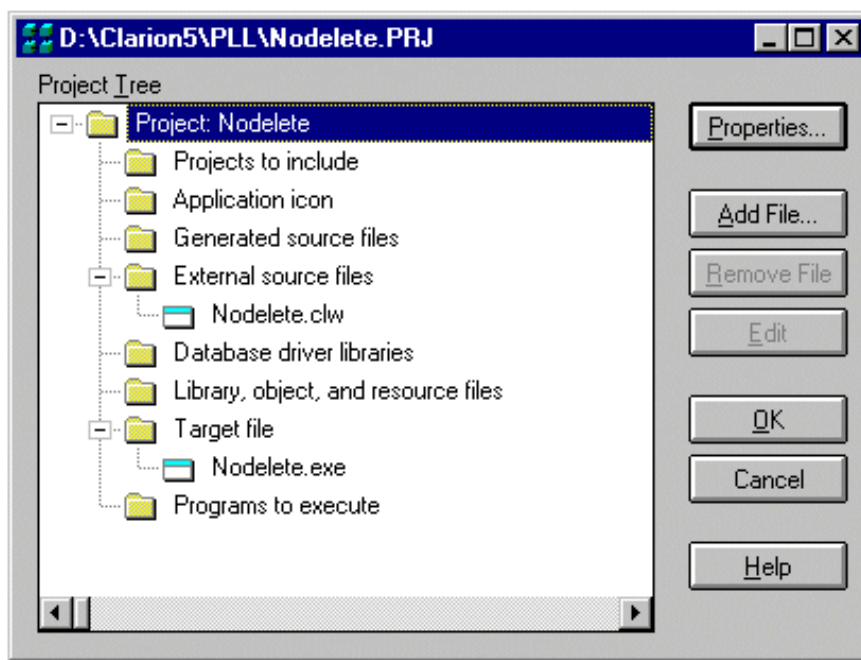 D:\Clarion5\PLL\Nodelete.PRJ
Project Tree
Project: Nodelete
Projects to include
Application icon
Generated source files
External source files
Nodelete.clw
Database driver libraries
Library, object, and resource files
Target file
Nodelete.exe
Programs to execute
Properties...
Add File...
Remove File
Edit
OK
Cancel
Help